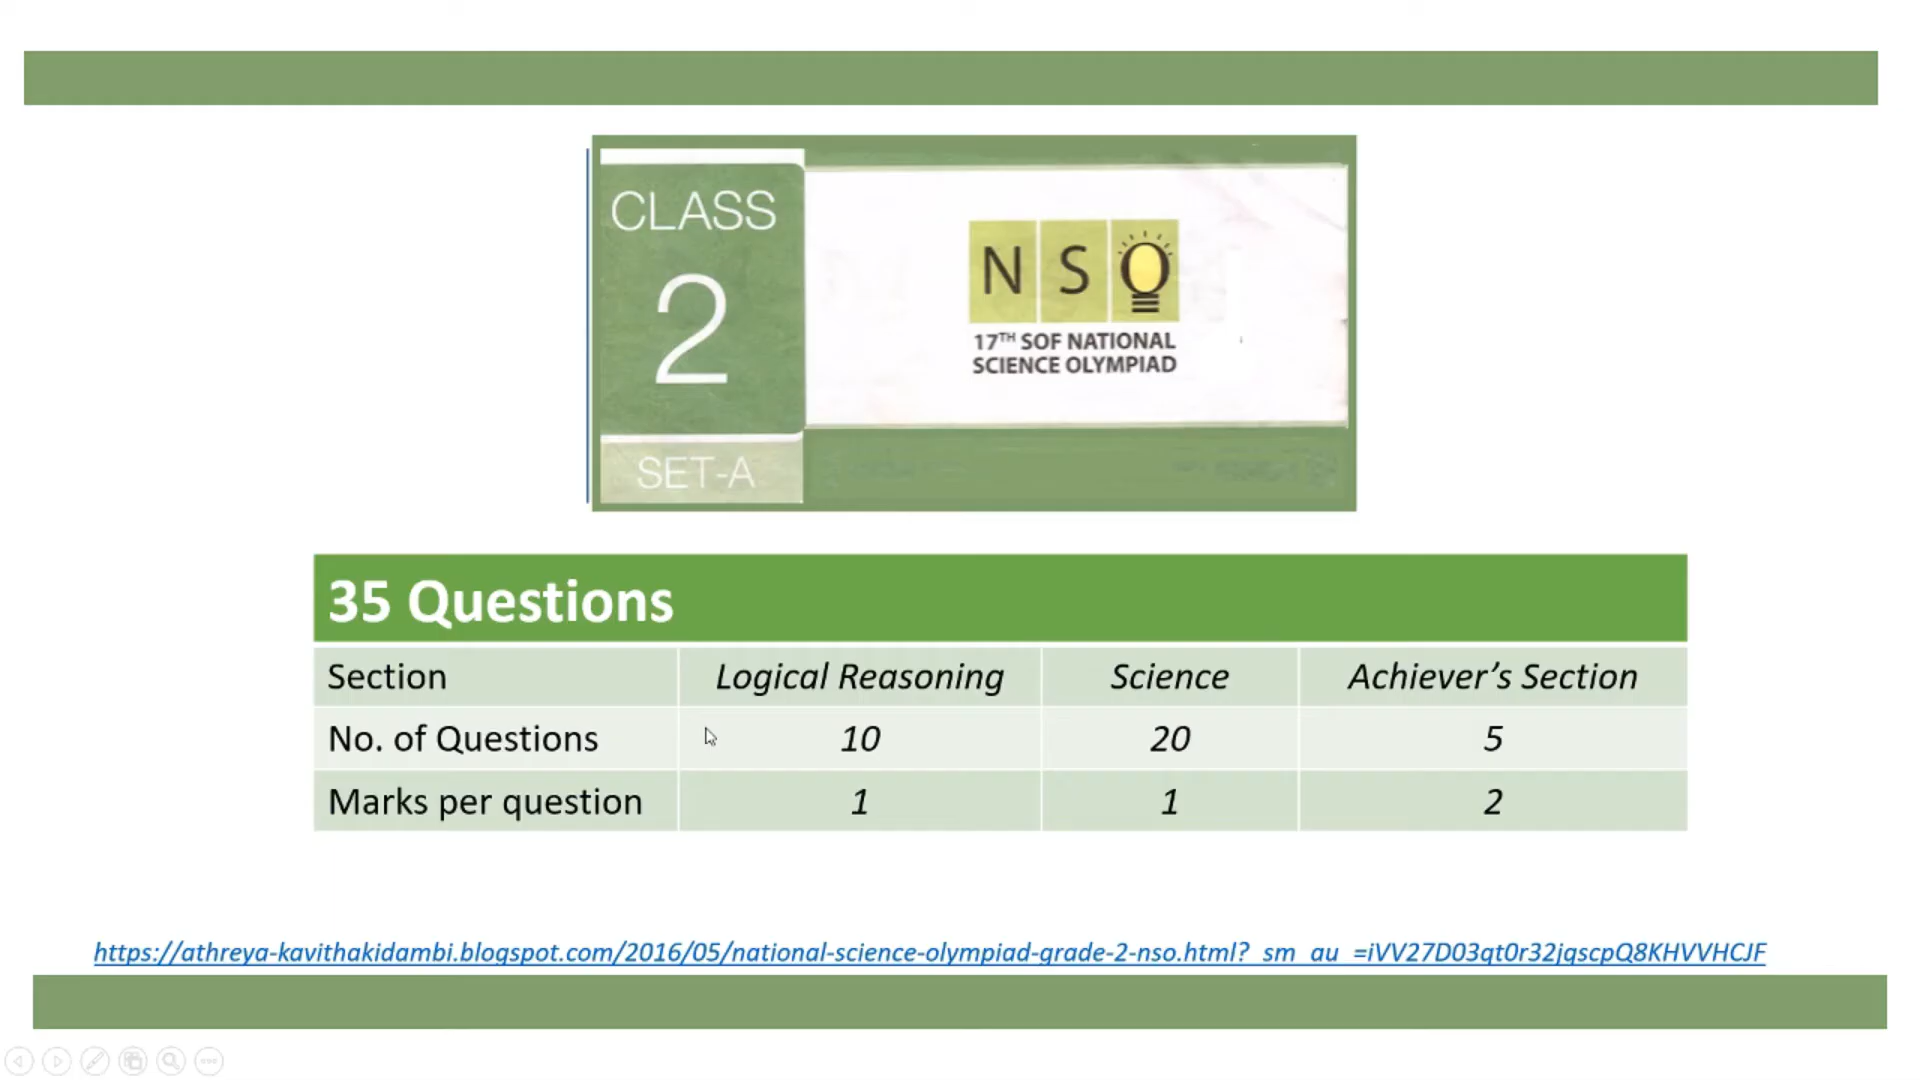 CLASS
2
SET-A
NSO
17TH SOF NATIONAL
SCIENCE OLYMPIAD
35 Questions
Section Logical Reasoning Science Achiever’s Section
No. of Questions 10 20 5
Marks per question 1 1 2
https://athreya-kavithakidambi.blogspot.com/2016/05/national-science-olympiad-grade-2-nso.html?_sm_au_=iVV27D03qt0r32jqscpQ8KHVVHCJF